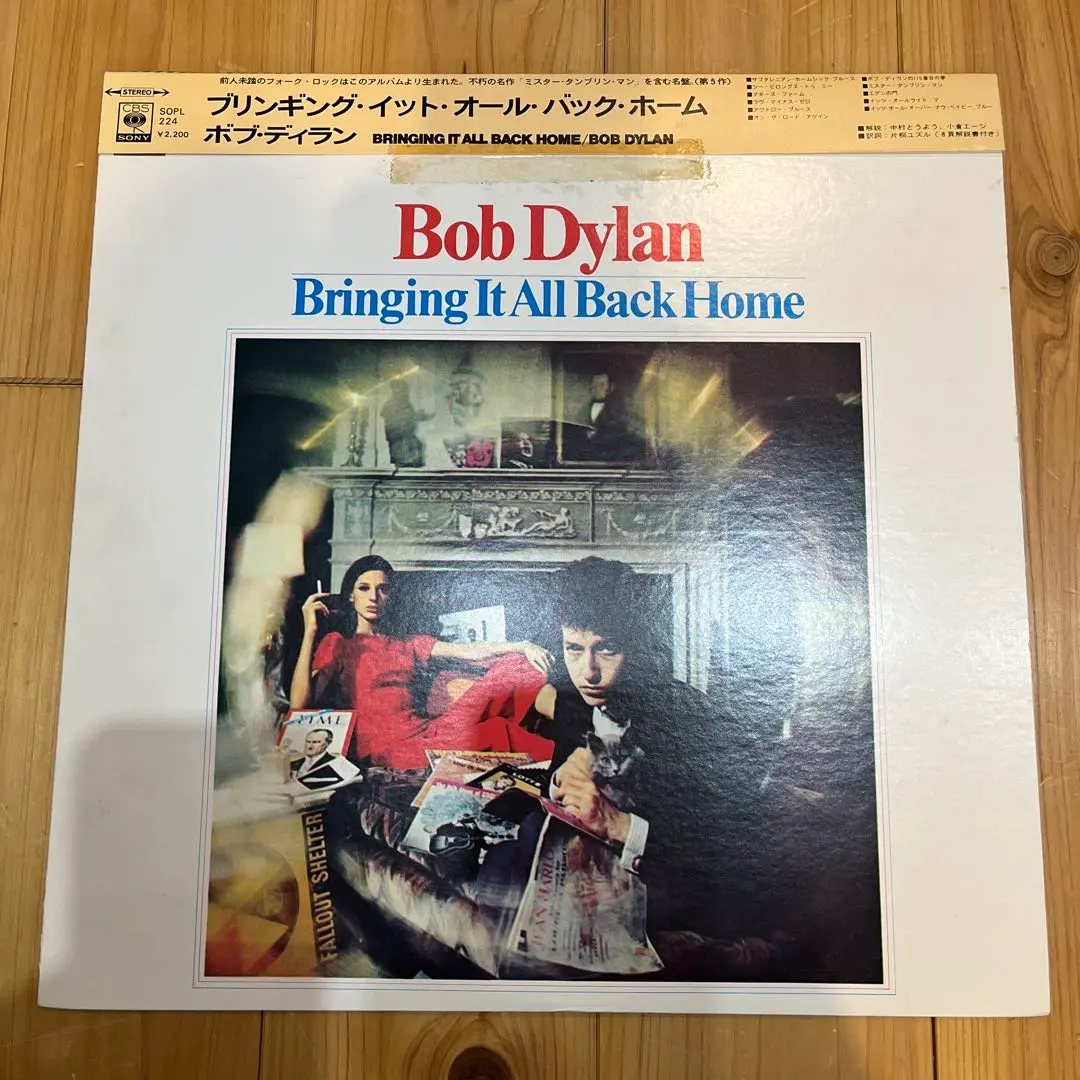 STEREO
CBS
SONY
SOPL
224
¥2,200
前人未踏のフォーク・ロックはこのアルバムより生まれた。不朽の名作「ミスター・タンブリン・マン」を含む名盤。(第5作)
ブリンギング・イット・オール・バック・ホーム
ボブ・ディラン BRINGING IT ALL BACK HOME/BOB DYLAN
■サブタレニアン・ホームシック・ブルース
■シー・ビロングズ・トゥ・ミー
■マギーズ・ファーム
■ラヴ・マイナス・ゼロ
■アウトロー・ブルース
■オン・ザ・ロード・アゲイン
■ボブ・ディランの115番目の夢
■ミスター・タンブリン・マン
■エデンの門
■イッツ・オールライト・マ
■イッツ・オール・オーバー・ナウ・ベイビー・ブルー
■解説:中村とうよう、小倉エージ
■訳詞:片桐ユズル(8頁解説書付き)
Bob Dylan
Bringing It All Back Home
TIME
LOTTE
FALLOUT SHELTER
JEAN HARLO